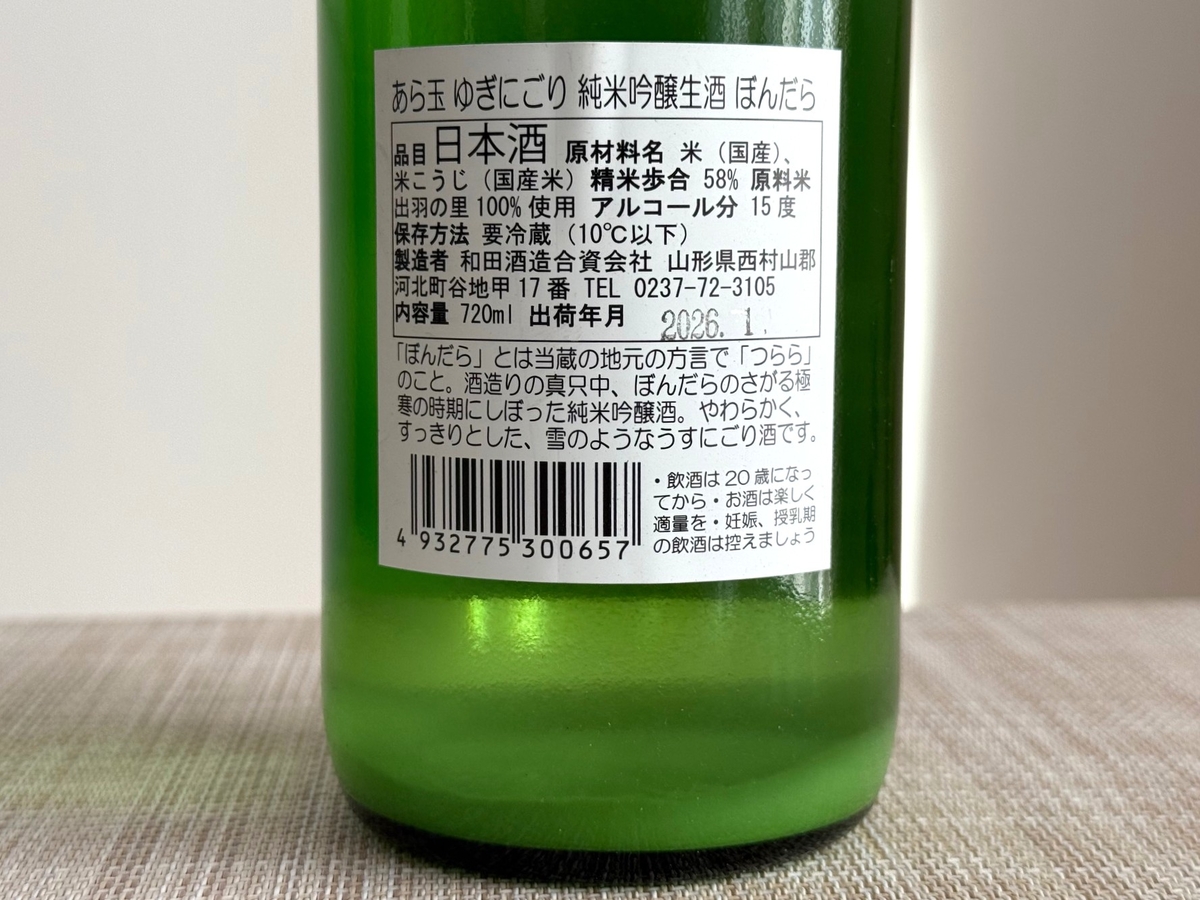 あら玉 ゆぎにごり 純米吟醸生酒 ぼんだら
品目 日本酒 原材料名 米（国産）、
米こうじ（国産米）精米歩合 58% 原料米
出羽の里 100% 使用 アルコール分 15 度
保存方法 要冷蔵（10℃以下）
製造者 和田酒造合資会社 山形県西村山郡
河北町谷地甲 17 番 TEL 0237-72-3105
内容量 720ml 出荷年月 2026. 1.
「ぼんだら」とは当蔵の地元の方言で「つらら」
のこと。酒造りの真只中、ぼんだらのさがる極
寒の時期にしぼった純米吟醸酒。やわらかく、
すっきりとした、雪のようなうすにごり酒です。
・飲酒は 20 歳になっ
てから・お酒は楽しく
適量を・妊娠、授乳期
の飲酒は控えましょう
4 932775 300657